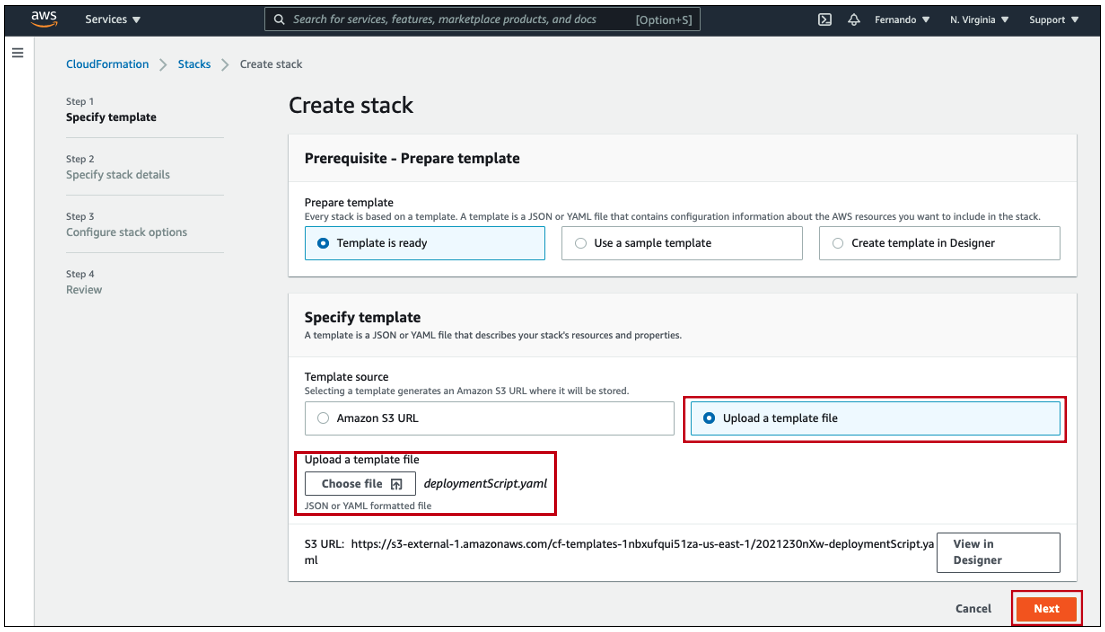 aws
Services
Search for services, features, marketplace products, and docs
[Option+S]
Fernando
N. Virginia
Support
CloudFormation
Stacks
Create stack
Step 1
Specify template
Step 2
Specify stack details
Step 3
Configure stack options
Step 4
Review
Create stack
Prerequisite - Prepare template
Prepare template
Every stack is based on a template. A template is a JSON or YAML file that contains configuration information about the AWS resources you want to include in the stack.
Template is ready
Use a sample template
Create template in Designer
Specify template
A template is a JSON or YAML file that describes your stack's resources and properties.
Template source
Selecting a template generates an Amazon S3 URL where it will be stored.
Amazon S3 URL
Upload a template file
Upload a template file
Choose file
deploymentScript.yaml
JSON or YAML formatted file
S3 URL: https://s3-external-1.amazonaws.com/cf-templates-1nbxufqui51za-us-east-1/2021230nXw-deploymentScript.ya
ml
View in
Designer
Cancel
Next